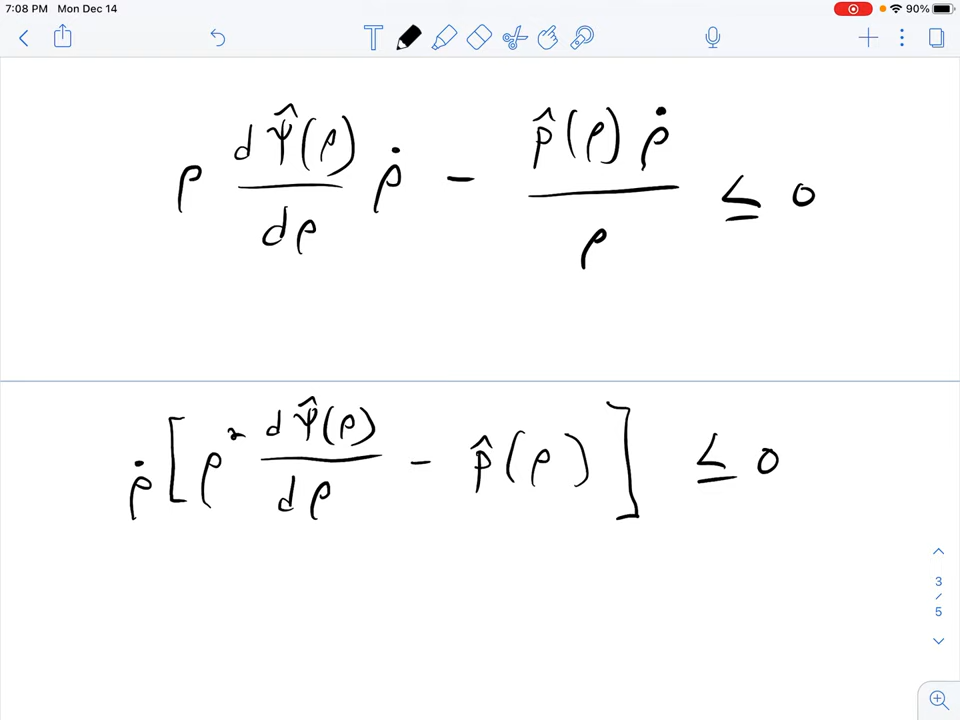 7:08 PM Mon Dec 14 90%
T
ρ dψ̂(ρ)/dρ ρ̇ − p̂(ρ) ρ̇/ρ ≤ 0
ρ̇ [ρ² dψ̂(ρ)/dρ − p̂(ρ)] ≤ 0
3
/
5